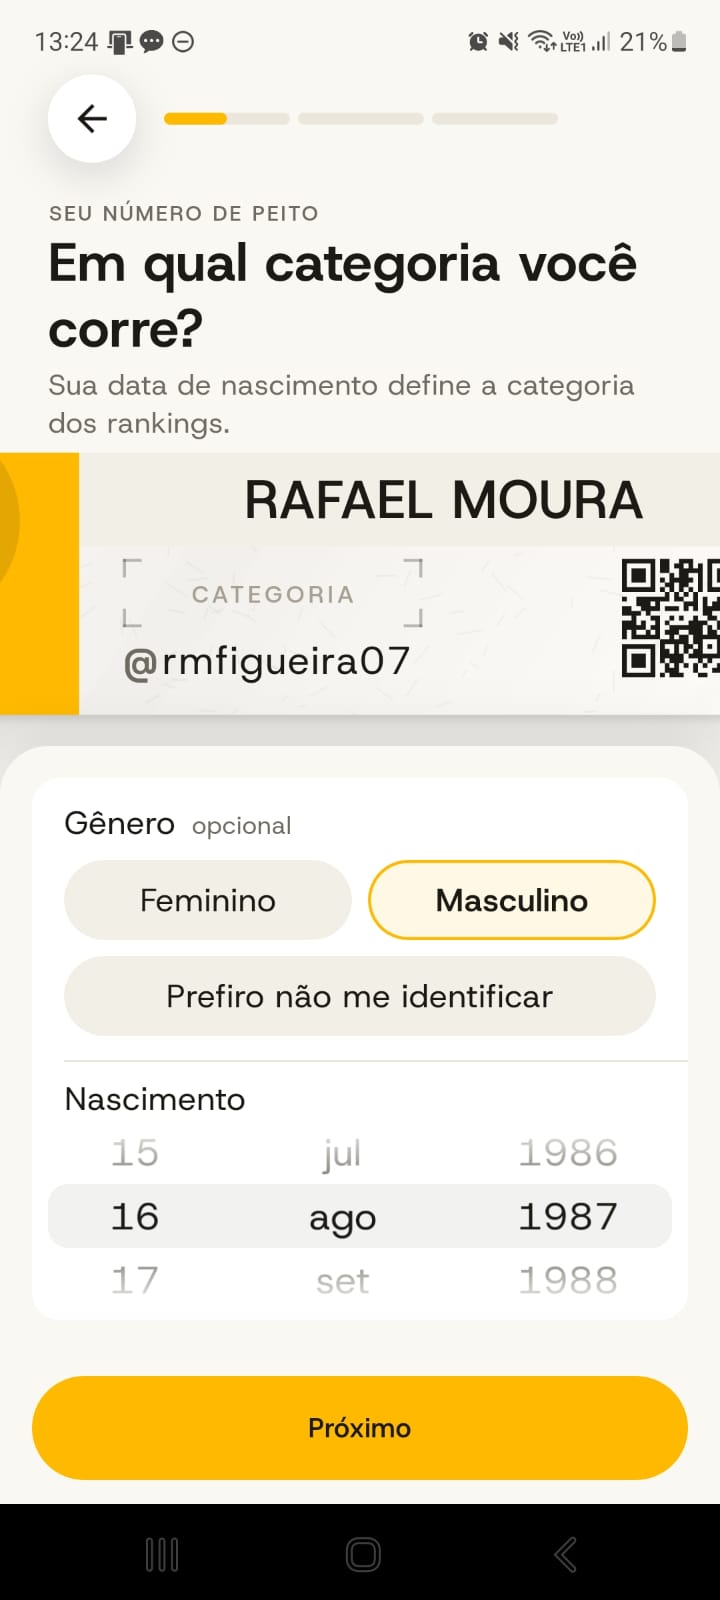 13:24
Vo))
LTE1
21%
SEU NÚMERO DE PEITO
Em qual categoria você
corre?
Sua data de nascimento define a categoria
dos rankings.
RAFAEL MOURA
CATEGORIA
@rmfigueira07
Gênero opcional
Feminino Masculino
Prefiro não me identificar
Nascimento
15 jul 1986
16 ago 1987
17 set 1988
Próximo